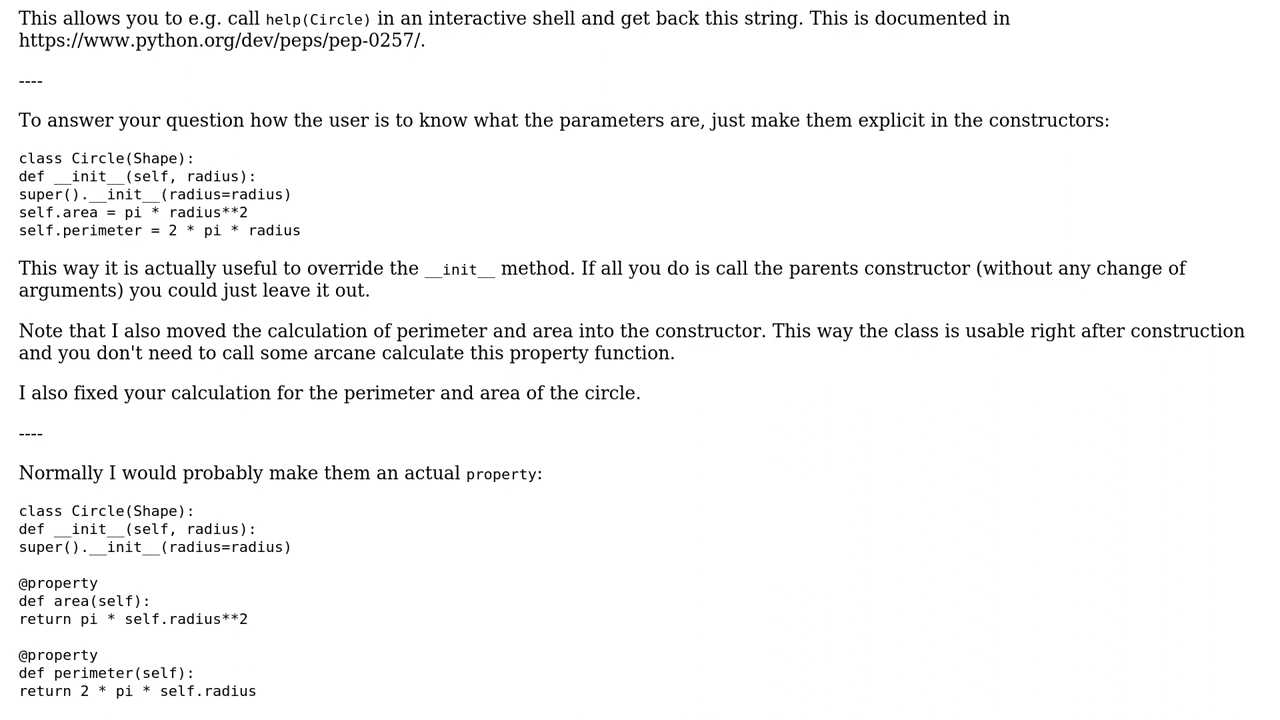 This allows you to e.g. call help(Circle) in an interactive shell and get back this string. This is documented in
https://www.python.org/dev/peps/pep-0257/.
----
To answer your question how the user is to know what the parameters are, just make them explicit in the constructors:
class Circle(Shape):
def __init__(self, radius):
super().__init__(radius=radius)
self.area = pi * radius**2
self.perimeter = 2 * pi * radius
This way it is actually useful to override the __init__ method. If all you do is call the parents constructor (without any change of
arguments) you could just leave it out.
Note that I also moved the calculation of perimeter and area into the constructor. This way the class is usable right after construction
and you don't need to call some arcane calculate this property function.
I also fixed your calculation for the perimeter and area of the circle.
----
Normally I would probably make them an actual property:
class Circle(Shape):
def __init__(self, radius):
super().__init__(radius=radius)
@property
def area(self):
return pi * self.radius**2
@property
def perimeter(self):
return 2 * pi * self.radius